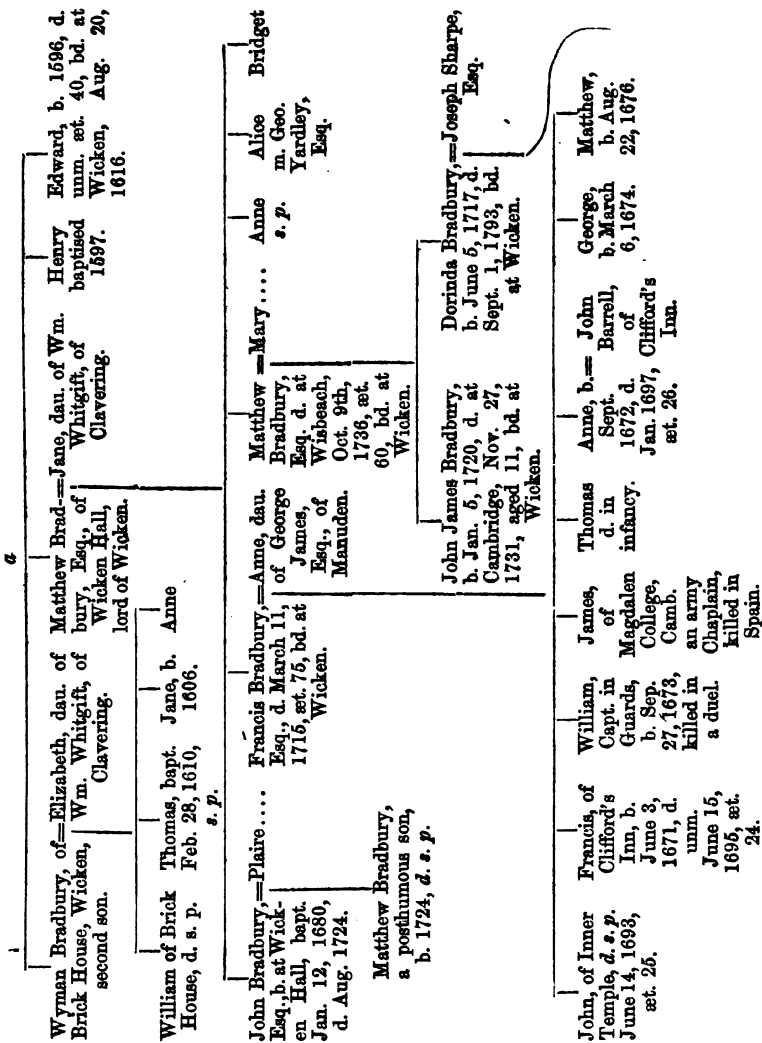 a
Wyman Bradbury, of=Elizabeth, dau. of
Brick House, Wicken, Wm. Whitgift, of
second son. Clavering.
Matthew Brad-=Jane, dau. of Wm.
bury, Esq., of Whitgift, of
Wicken Hall, Clavering.
lord of Wicken.
Henry
baptised
1597.
Edward, b. 1596, d.
unm. æt. 40, bd. at
Wicken, Aug. 20,
1616.
William of Brick
House, d. s. p.
Thomas, bapt.
Feb. 28, 1610,
s. p.
Jane, b.
1606.
Anne
John Bradbury,=Plaire....
Esq., b. at Wick-
en Hall, bapt.
Jan. 12, 1680,
d. Aug. 1724.
Francis Bradbury,=Anne, dau.
Esq., d. March 11, of George
1715, æt. 75, bd. at James,
Wicken. Esq., of
Manuden.
Matthew =Mary....
Bradbury,
Esq. d. at
Wisbeach,
Oct. 9th,
1736, æt.
60, bd. at
Wicken.
Anne
s. p.
Alice
m. Geo.
Yardley,
Esq.
Bridget
Matthew Bradbury,
a posthumous son,
b. 1724, d. s. p.
John James Bradbury,
b. Jan. 5, 1720, d. at
Cambridge, Nov. 27,
1731, aged 11, bd. at
Wicken.
Dorinda Bradbury,=Joseph Sharpe,
b. June 5, 1717, d. Esq.
Sept. 1, 1793, bd.
at Wicken.
John, of Inner
Temple, d. s. p.
June 14, 1693,
æt. 25.
Francis, of
Clifford's
Inn, b.
June 3,
1671, d.
unm.
June 15,
1695, æt.
24.
William,
Capt. in
Guards,
b. Sep.
27, 1673,
killed in
a duel.
James,
of
Magdalen
College,
Camb.
an army
Chaplain,
killed in
Spain.
Thomas
d. in
infancy.
Anne, b.= John
Sept. Barrell,
1672, d. of
Jan. 1697, Clifford's
æt. 26. Inn.
George,
b. March
6, 1674.
Matthew,
b. Aug.
22, 1676.